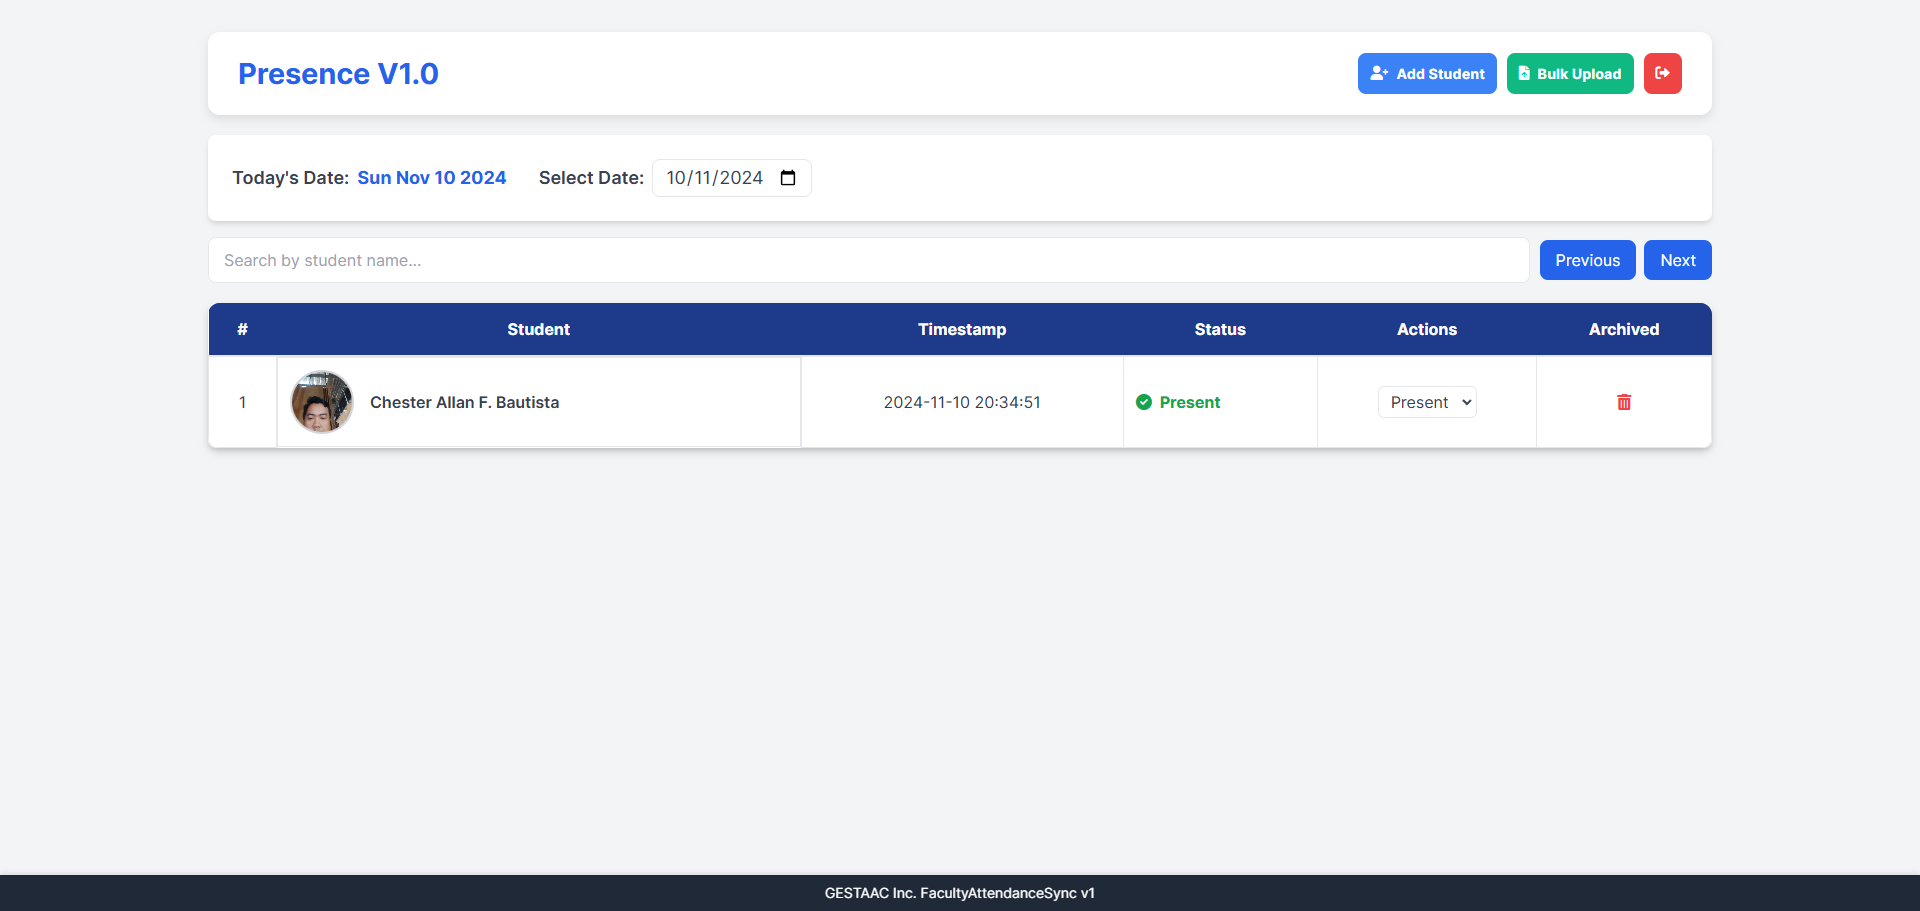 Presence V1.0
Add Student
Bulk Upload
Today's Date: Sun Nov 10 2024 Select Date: 10/11/2024
Search by student name...
Previous
Next
# Student Timestamp Status Actions Archived
1 Chester Allan F. Bautista 2024-11-10 20:34:51 Present Present
GESTAAC Inc. FacultyAttendanceSync v1